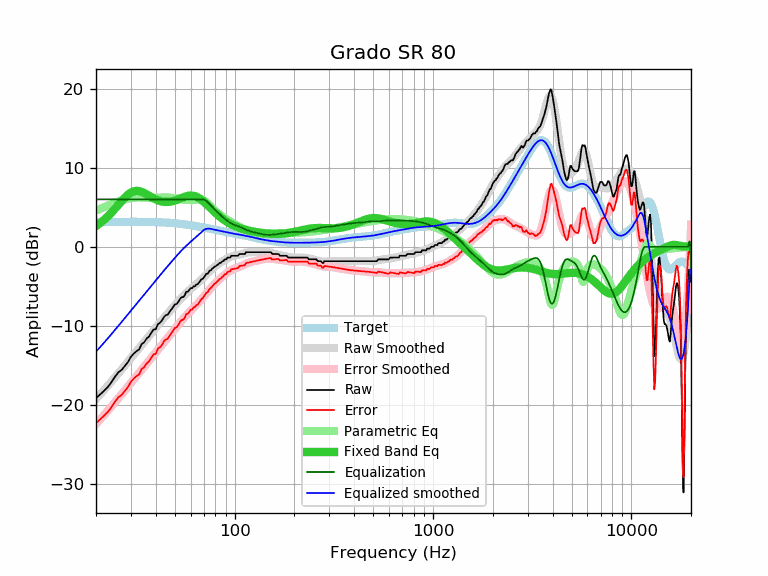 Grado SR 80
20
10
0
−10
−20
−30
Amplitude (dBr)
Target
Raw Smoothed
Error Smoothed
Raw
Error
Parametric Eq
Fixed Band Eq
Equalization
Equalized smoothed
100
1000
10000
Frequency (Hz)